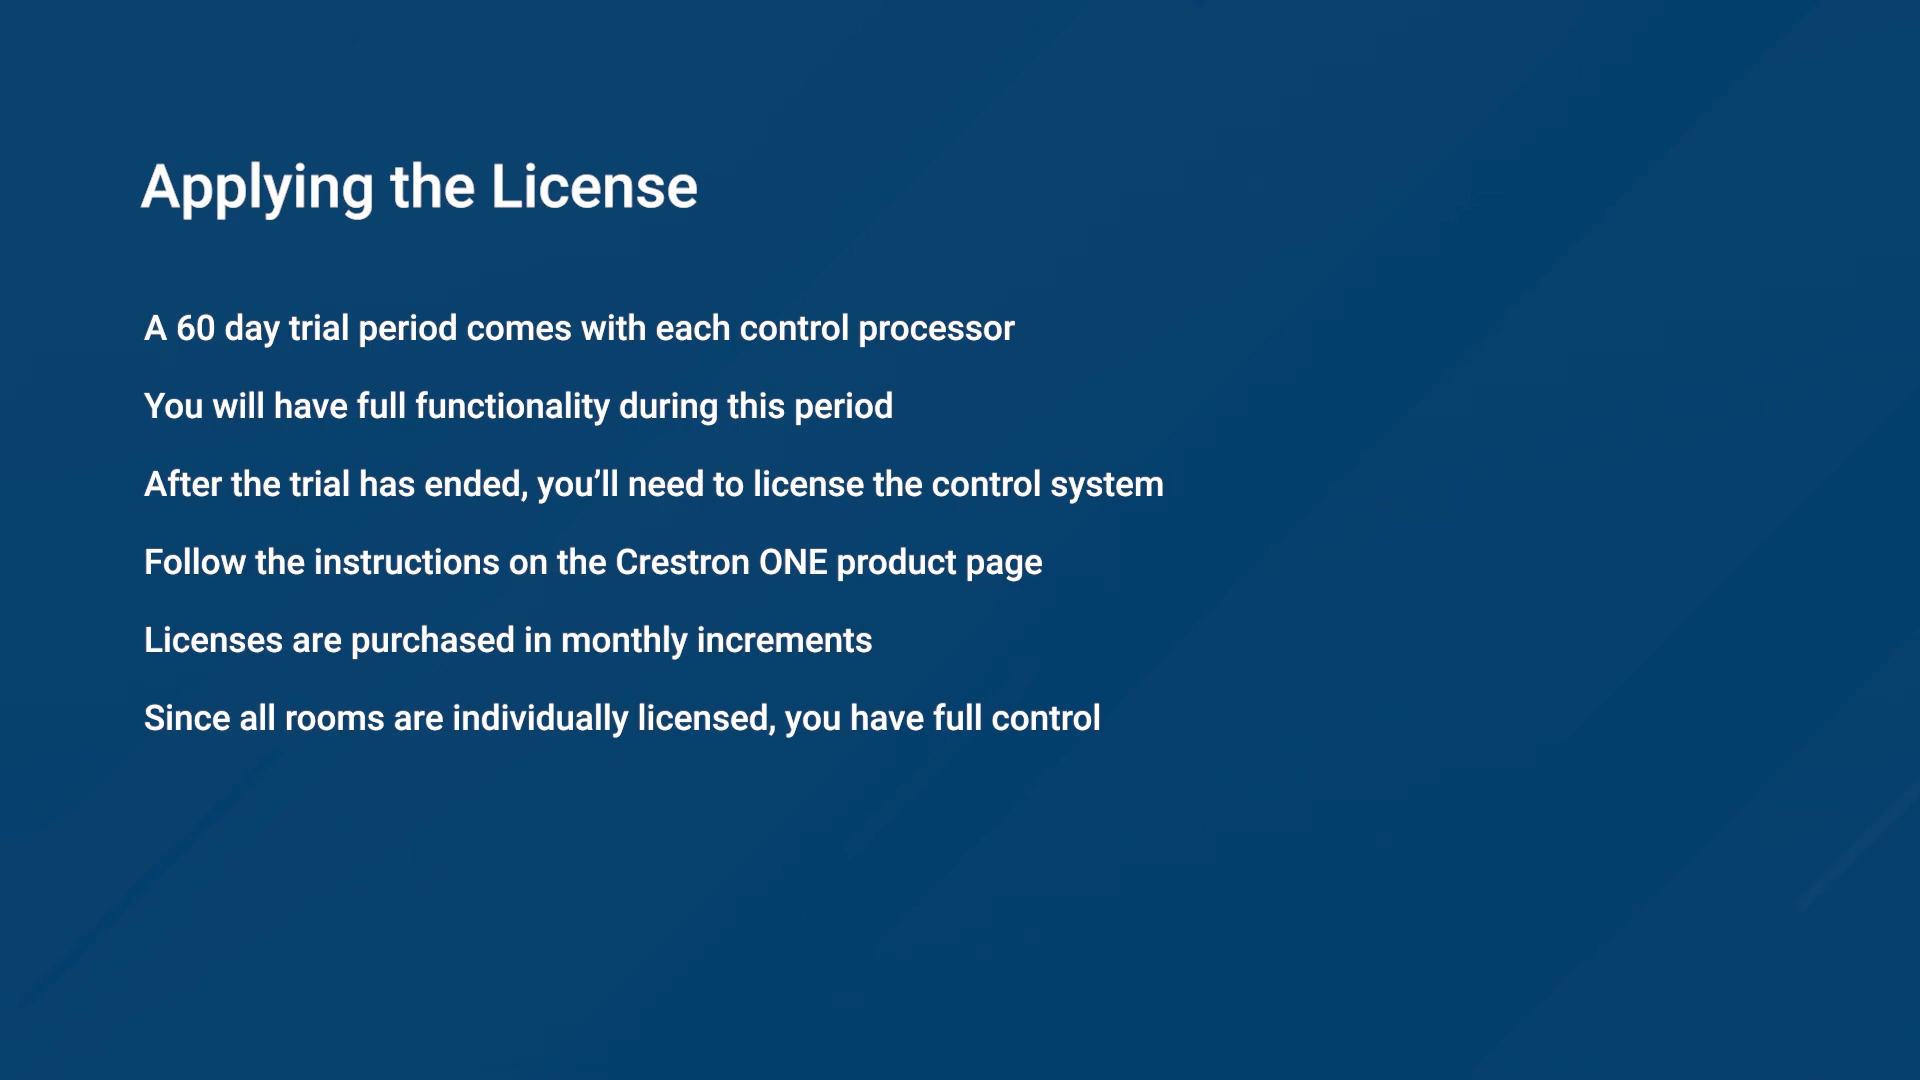 Applying the License
A 60 day trial period comes with each control processor
You will have full functionality during this period
After the trial has ended, you’ll need to license the control system
Follow the instructions on the Crestron ONE product page
Licenses are purchased in monthly increments
Since all rooms are individually licensed, you have full control